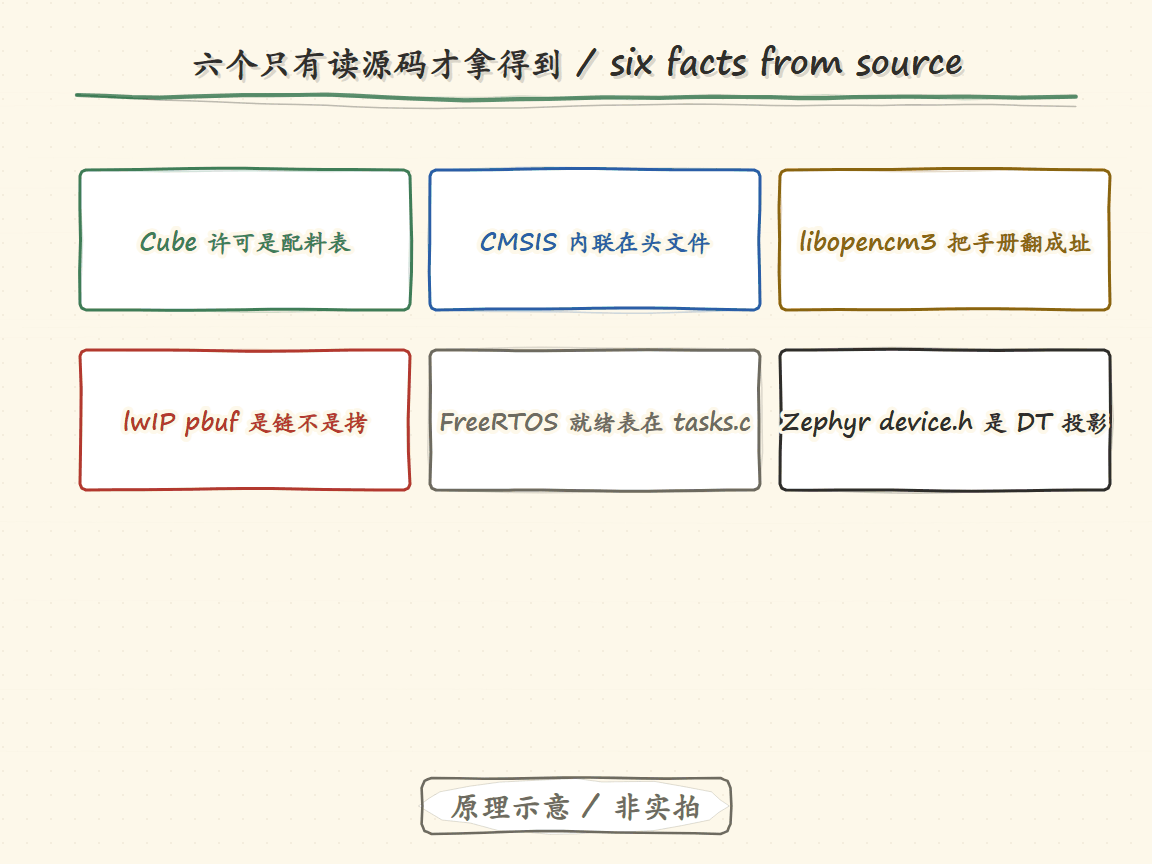 六个只有读源码才拿得到 / six facts from source
Cube 许可是配料表
CMSIS 内联在头文件
libopencm3 把手册翻成址
lwIP pbuf 是链不是拷
FreeRTOS 就绪表在 tasks.c
Zephyr device.h 是 DT 投影
原理示意 / 非实拍